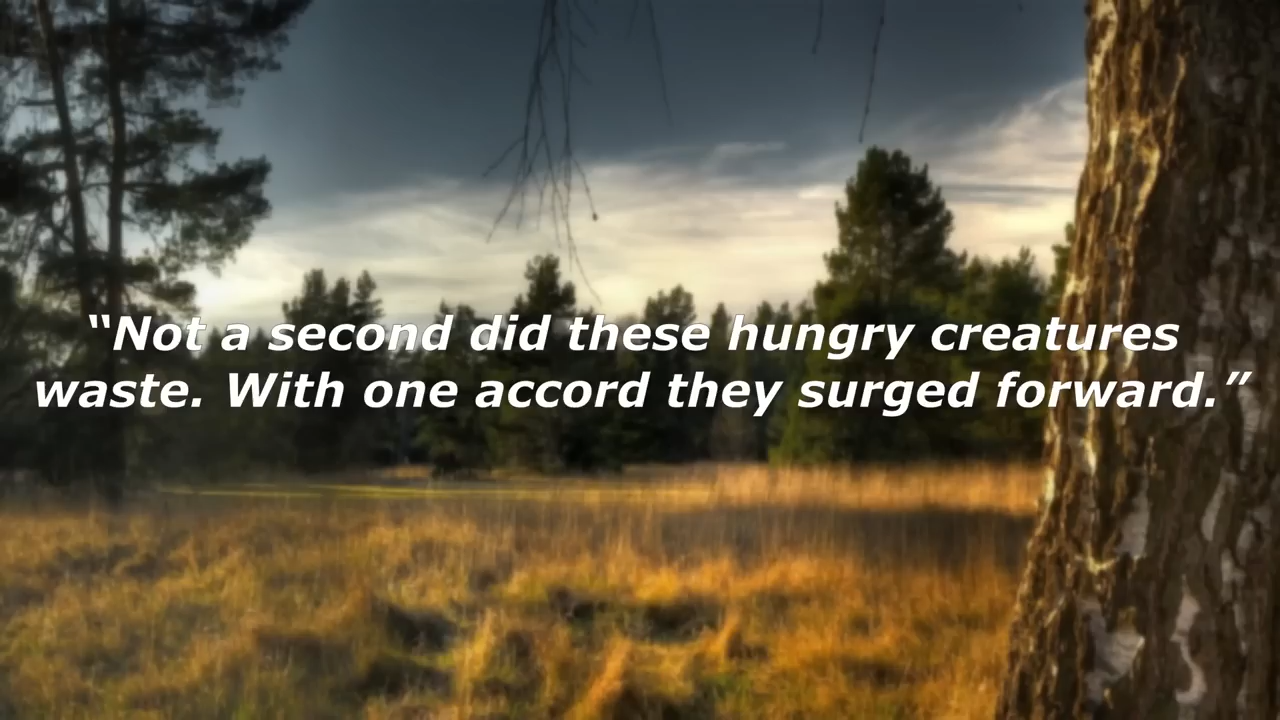 “Not a second did these hungry creatures
waste. With one accord they surged forward.”